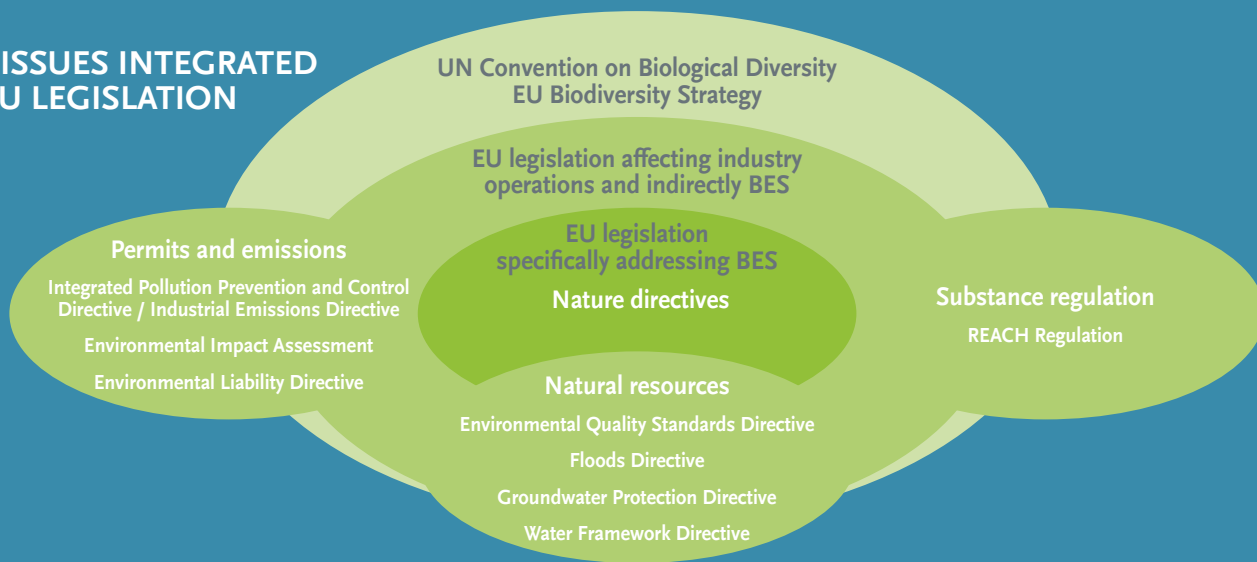 ISSUES INTEGRATED
U LEGISLATION
UN Convention on Biological Diversity
EU Biodiversity Strategy
EU legislation affecting industry
operations and indirectly BES
EU legislation
specifically addressing BES
Nature directives
Permits and emissions
Integrated Pollution Prevention and Control
Directive / Industrial Emissions Directive
Environmental Impact Assessment
Environmental Liability Directive
Substance regulation
REACH Regulation
Natural resources
Environmental Quality Standards Directive
Floods Directive
Groundwater Protection Directive
Water Framework Directive